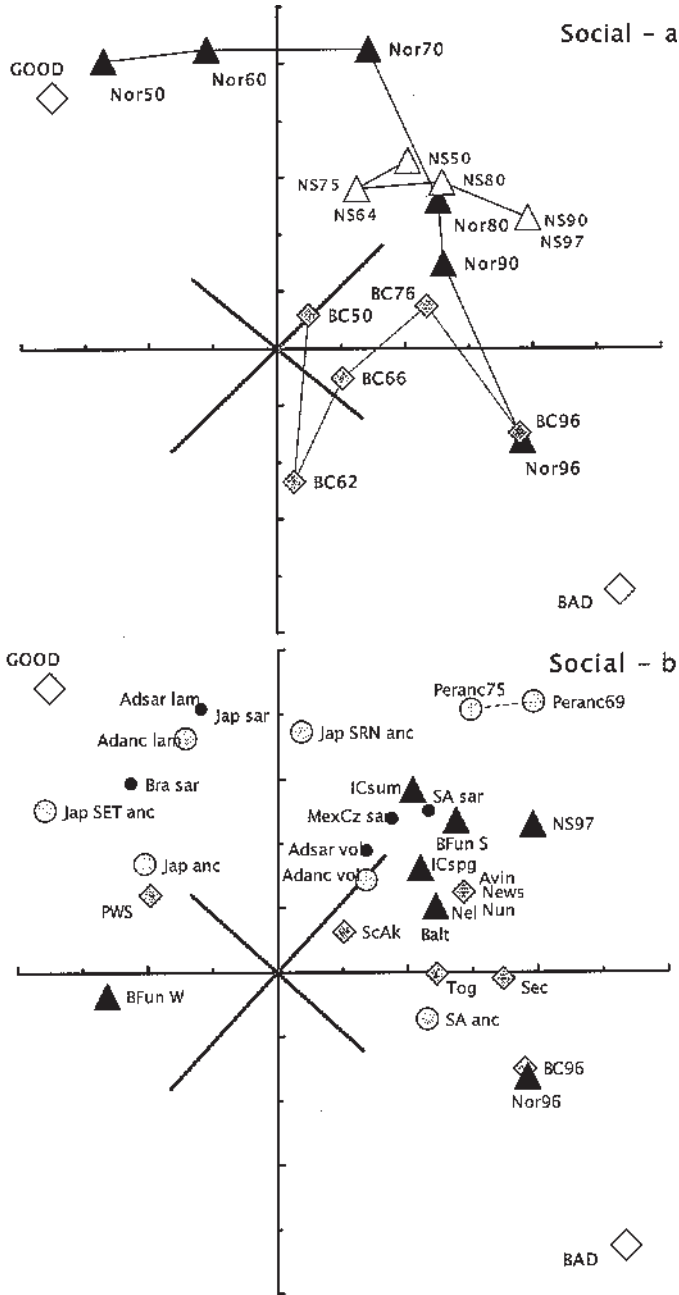 Social - a
GOOD
Nor50
Nor60
Nor70
NS50
NS75
NS80
NS64
NS90
Nor80
NS97
Nor90
BC76
BC50
BC66
BC96
Nor96
BC62
BAD
Social - b
GOOD
Adsar lam
Jap sar
Peranc75
Peranc69
Adanc lam
Jap SRN anc
Bra sar
ICsum
SA sar
Jap SET anc
MexCz sa
NS97
BFun S
Adsar vol
Jap anc
ICspg
Adanc vol
Avin
News
PWS
Nel
Nun
ScAk
Balt
BFun W
Tog
Sec
SA anc
BC96
Nor96
BAD